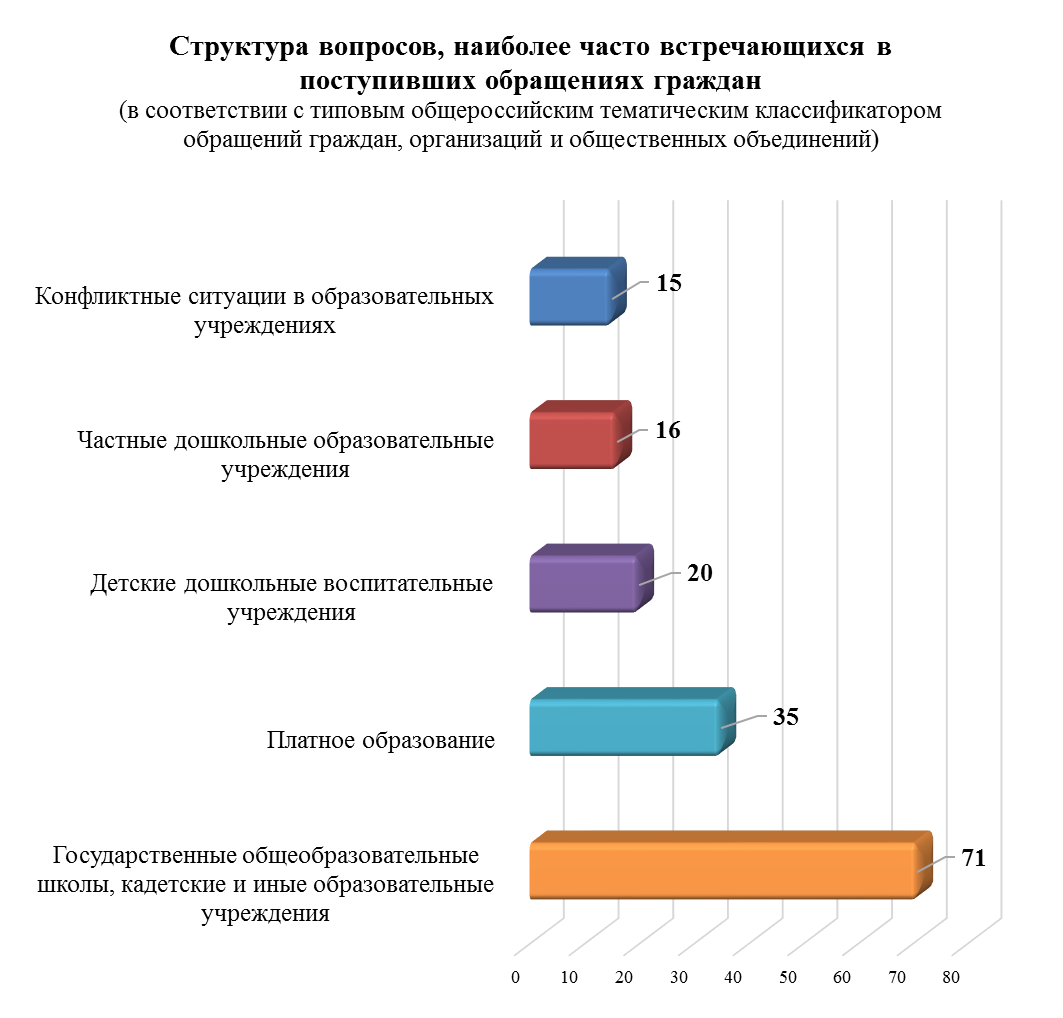 Структура вопросов, наиболее часто встречающихся в
поступивших обращениях граждан
(в соответствии с типовым общероссийским тематическим классификатором
обращений граждан, организаций и общественных объединений)
Конфликтные ситуации в образовательных
учреждениях
15
Частные дошкольные образовательные
учреждения
16
Детские дошкольные воспитательные
учреждения
20
Платное образование
35
Государственные общеобразовательные
школы, кадетские и иные образовательные
учреждения
71
0 10 20 30 40 50 60 70 80